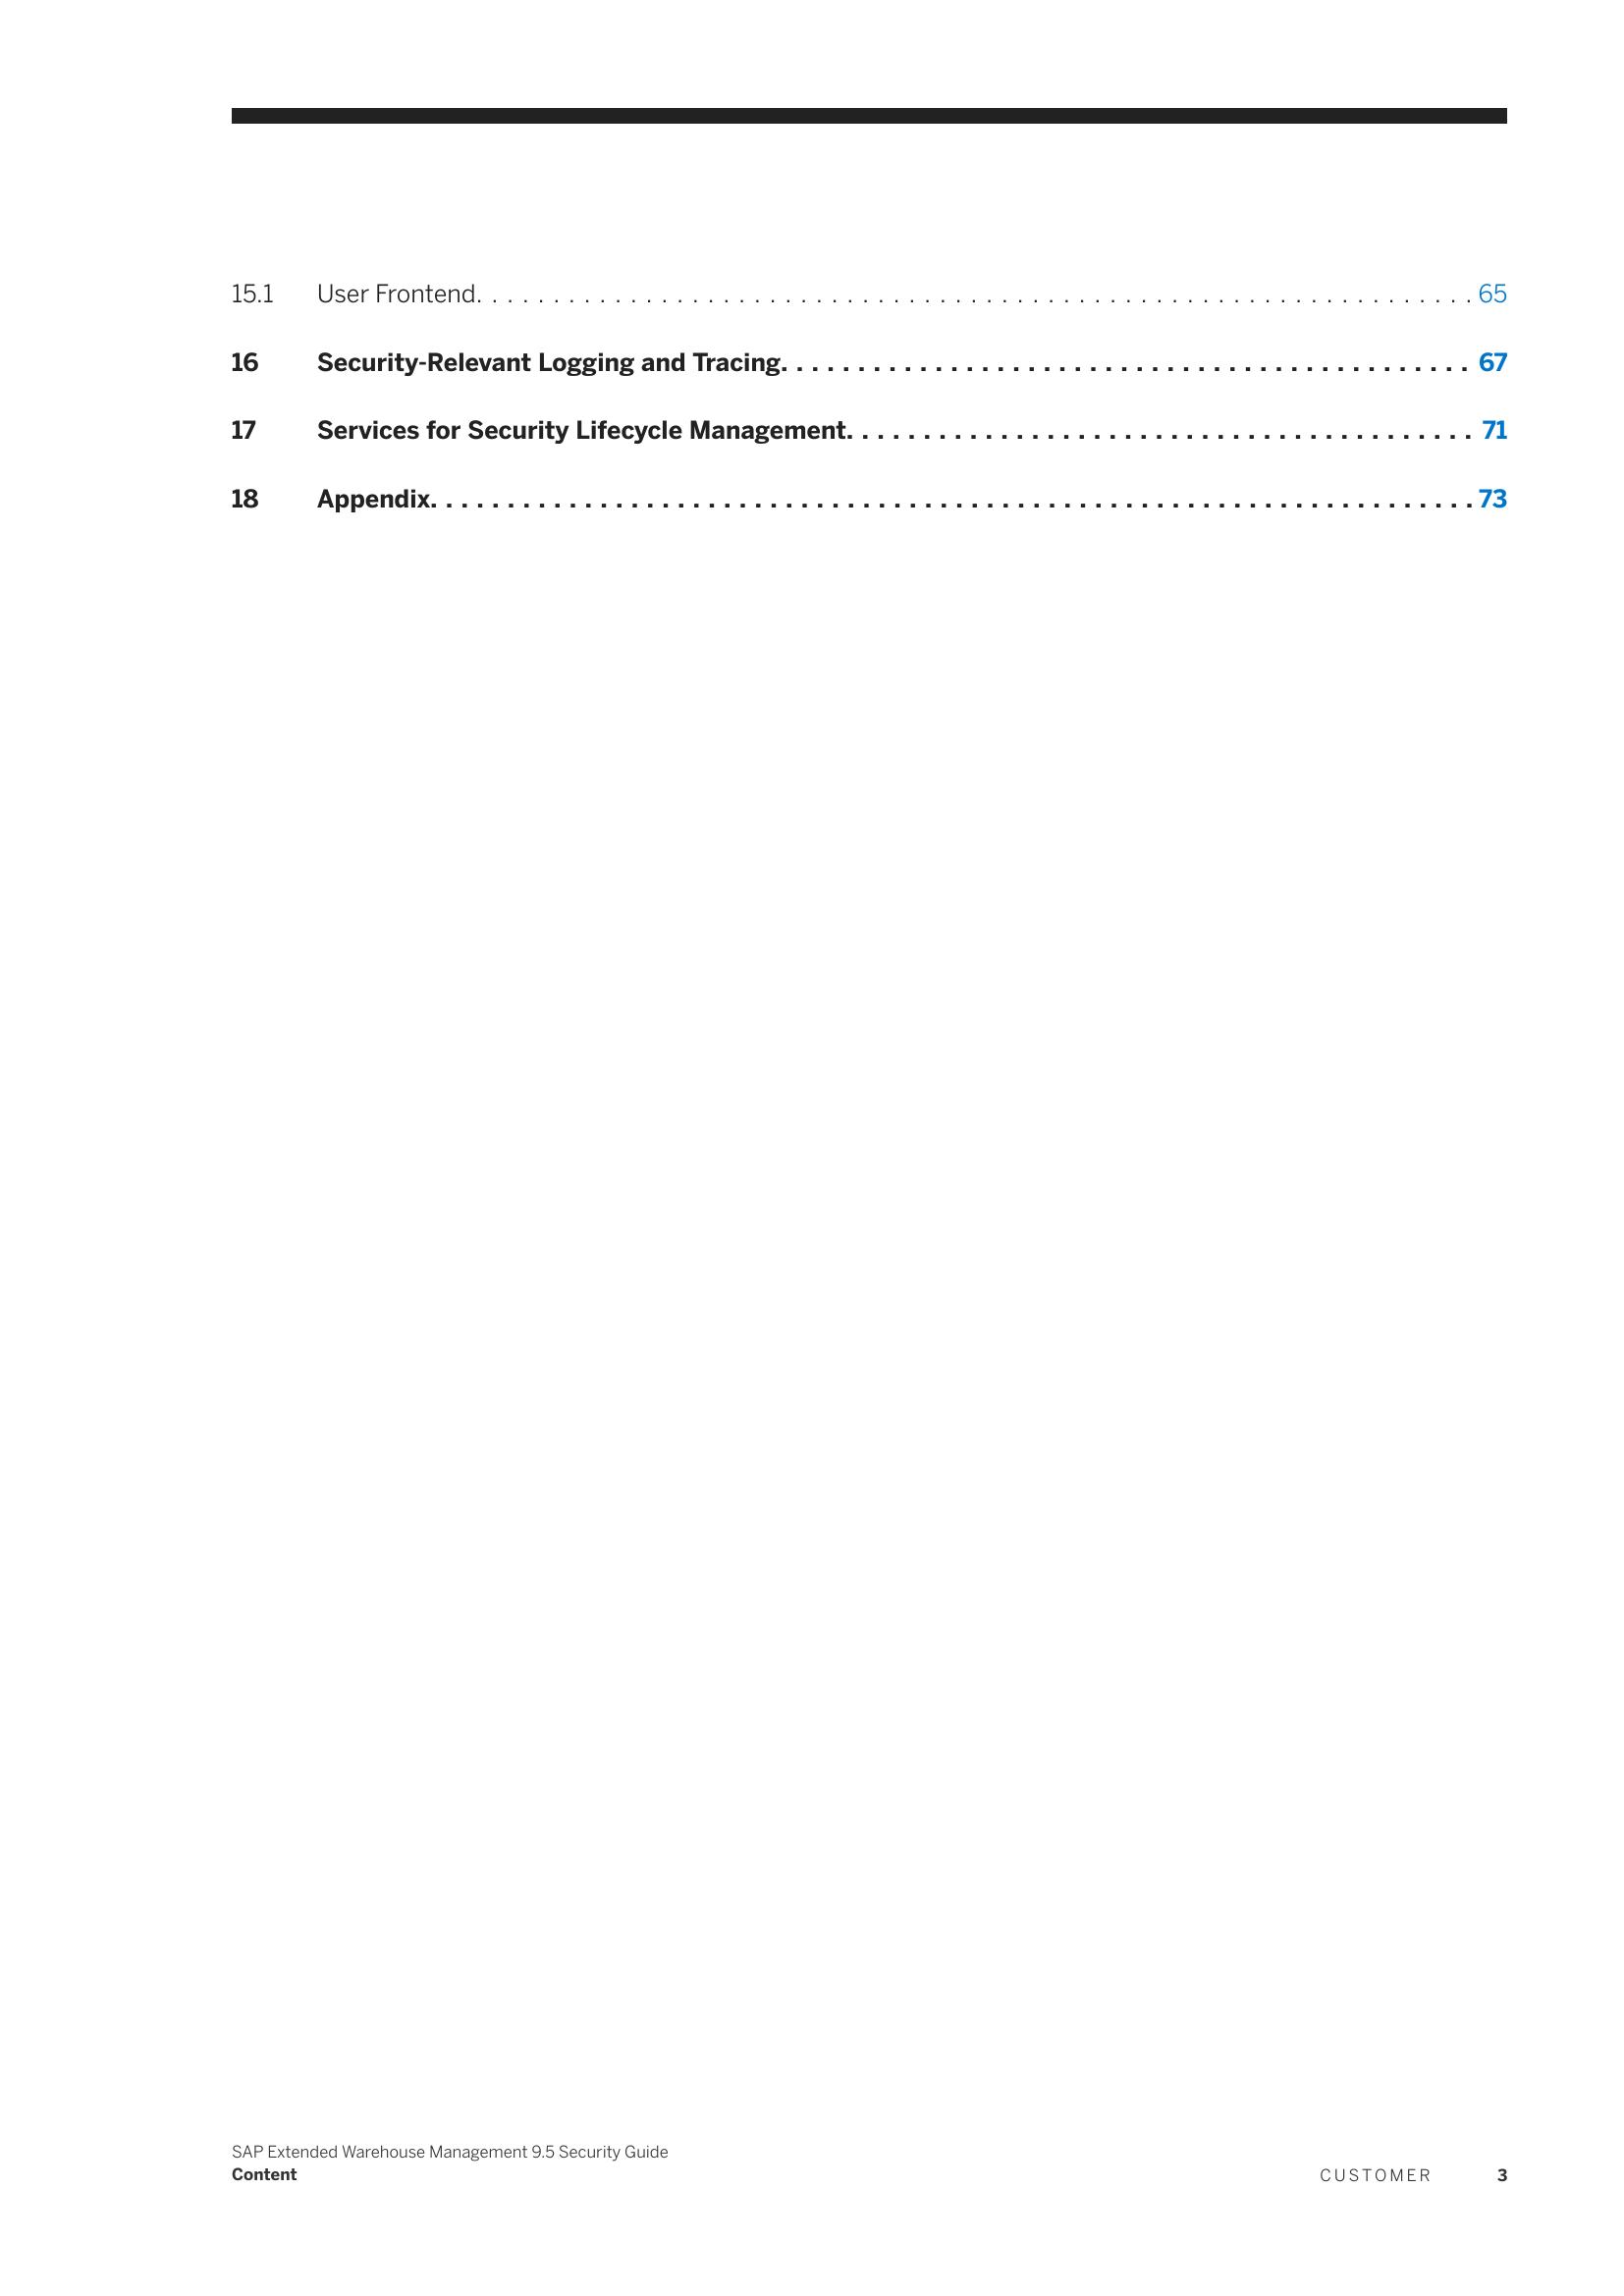 15.1 User Frontend. . . . . . . . . . . . . . . . . . . . . . . . . . . . . . . . . . . . . . . . . . . . . . . . . . . . . . . . . . . . . . . . . 65
16 Security-Relevant Logging and Tracing. . . . . . . . . . . . . . . . . . . . . . . . . . . . . . . . . . . . . . . . . . . . . 67
17 Services for Security Lifecycle Management. . . . . . . . . . . . . . . . . . . . . . . . . . . . . . . . . . . . . . . . . 71
18 Appendix. . . . . . . . . . . . . . . . . . . . . . . . . . . . . . . . . . . . . . . . . . . . . . . . . . . . . . . . . . . . . . . . . . . . 73
SAP Extended Warehouse Management 9.5 Security Guide
Content
CUSTOMER 3